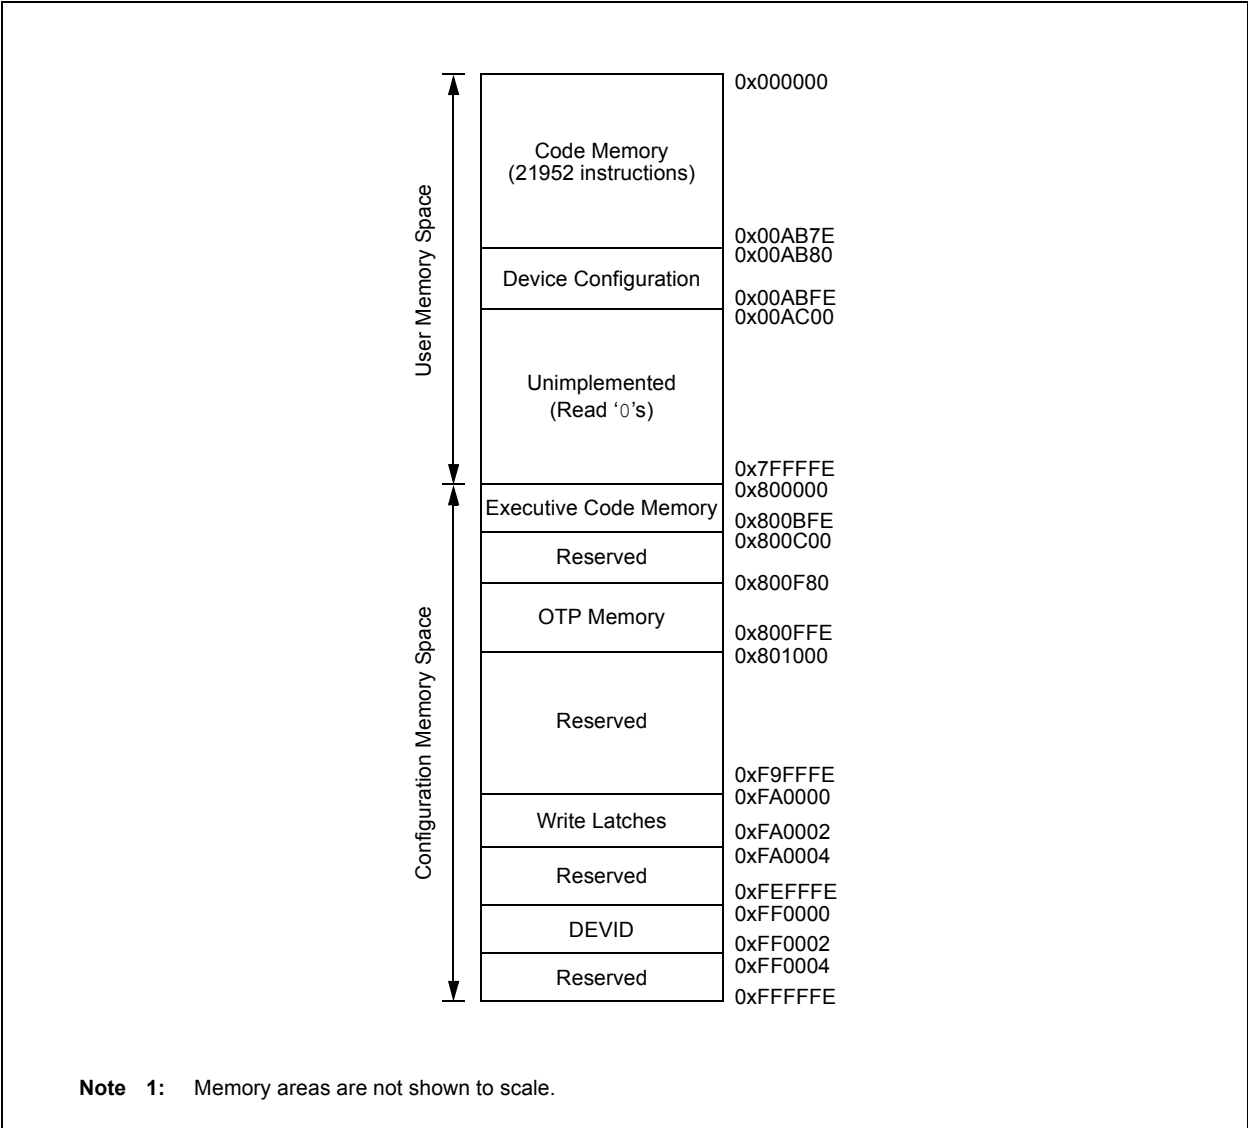 0x000000
Code Memory
(21952 instructions)
0x00AB7E
0x00AB80
Device Configuration
0x00ABFE
0x00AC00
User Memory Space
Unimplemented
(Read ‘0’s)
0x7FFFFE
0x800000
Executive Code Memory
0x800BFE
0x800C00
Reserved
0x800F80
OTP Memory
0x800FFE
0x801000
Configuration Memory Space
Reserved
0xF9FFFE
0xFA0000
Write Latches
0xFA0002
0xFA0004
Reserved
0xFEFFFE
0xFF0000
DEVID
0xFF0002
0xFF0004
Reserved
0xFFFFFE
Note 1: Memory areas are not shown to scale.